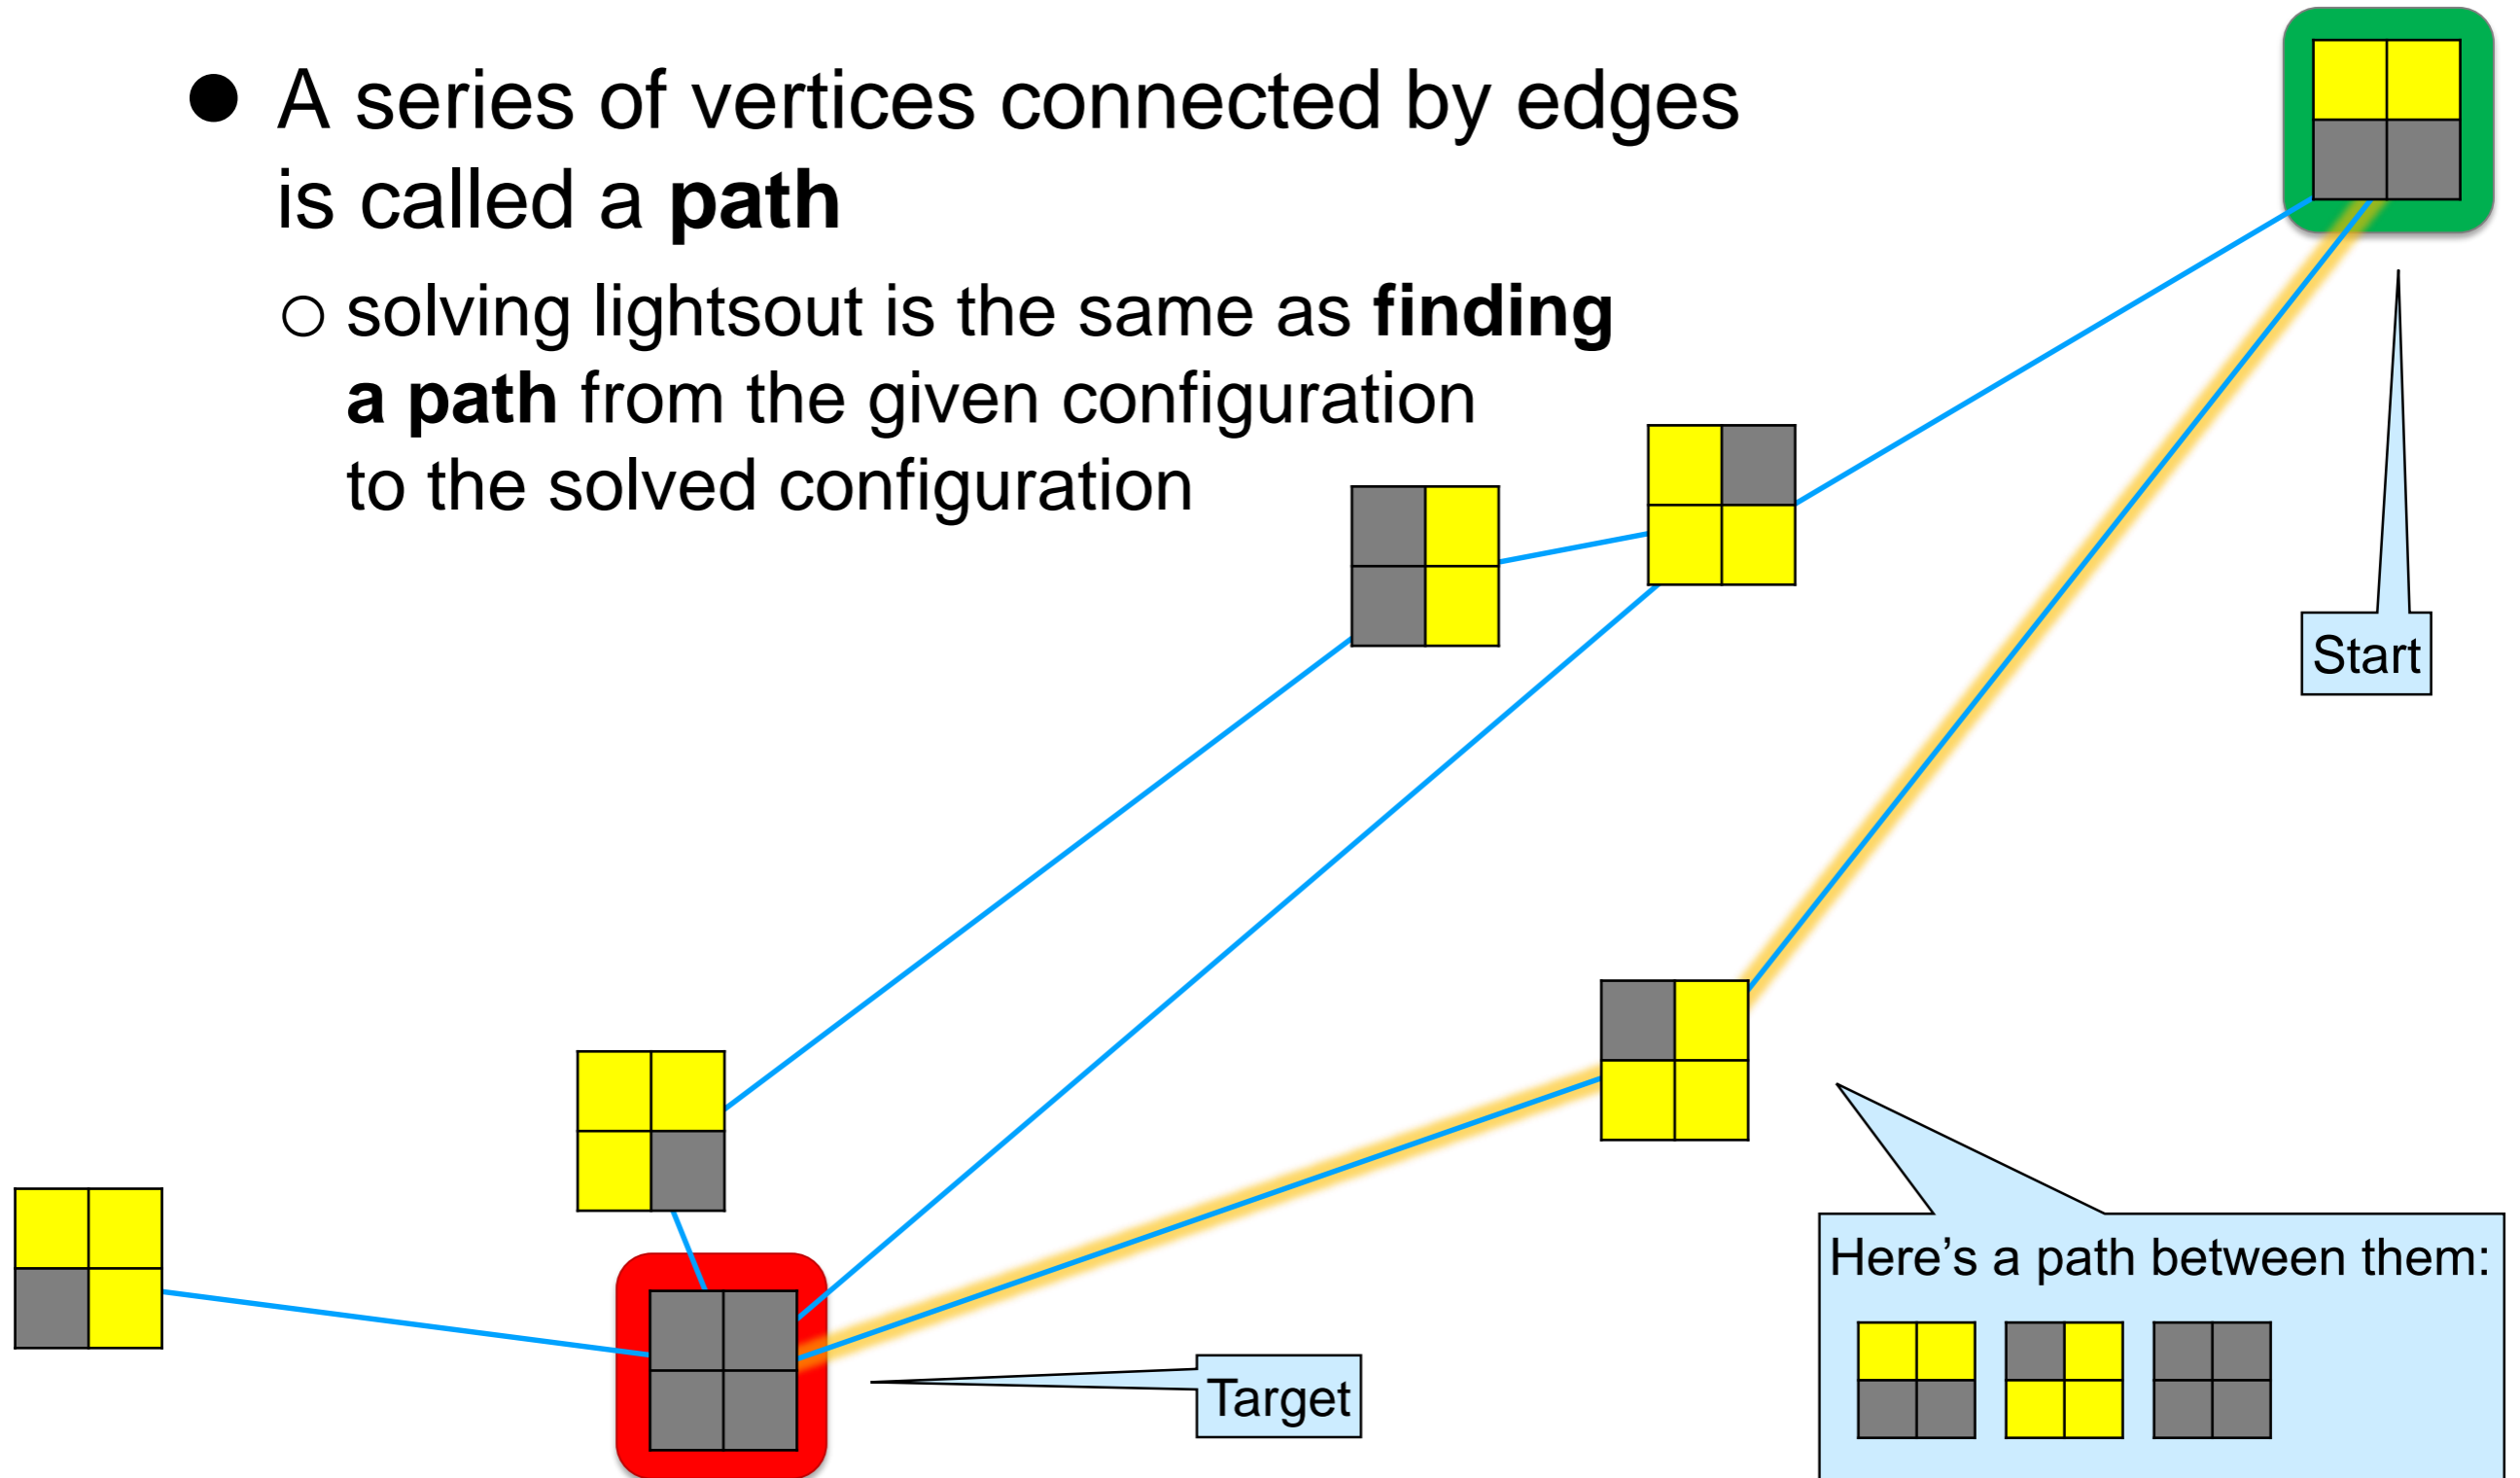 ● A series of vertices connected by edges
is called a path
○ solving lightsout is the same as finding
a path from the given configuration
to the solved configuration
Start
Here’s a path between them:
Target